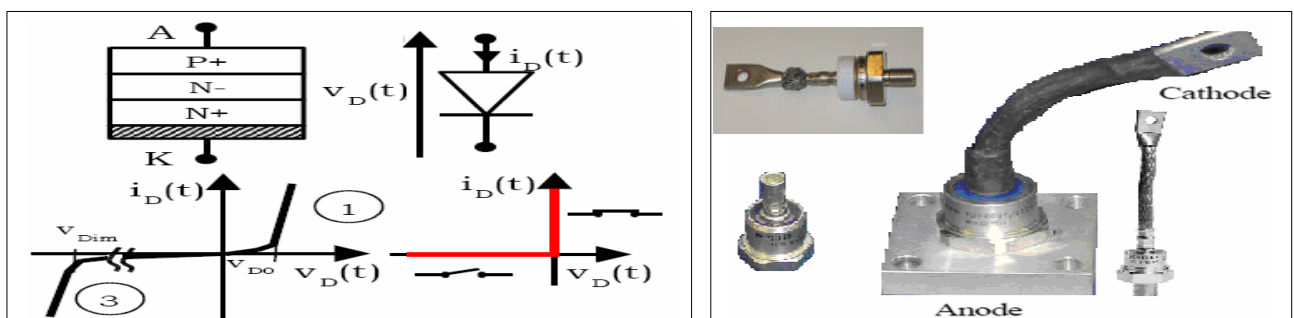 A
P+
N-
N+
K
v_D(t)
i_D(t)
i_D(t)
1
v_Dim
v_D0
v_D(t)
3
i_D(t)
v_D(t)
Cathode
Anode